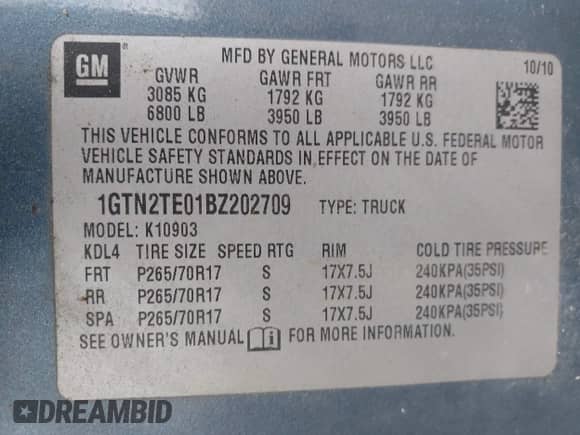 GM
MFD BY GENERAL MOTORS LLC 10/10
GVWR GAWR FRT GAWR RR
3085 KG 1792 KG 1792 KG
6800 LB 3950 LB 3950 LB
THIS VEHICLE CONFORMS TO ALL APPLICABLE U.S. FEDERAL MOTOR
VEHICLE SAFETY STANDARDS IN EFFECT ON THE DATE OF
MANUFACTURE SHOWN ABOVE.
1GTN2TE01BZ202709 TYPE: TRUCK
MODEL: K10903
KDL4 TIRE SIZE SPEED RTG RIM COLD TIRE PRESSURE
FRT P265/70R17 S 17X7.5J 240KPA(35PSI)
RR P265/70R17 S 17X7.5J 240KPA(35PSI)
SPA P265/70R17 S 17X7.5J 240KPA(35PSI)
SEE OWNER'S MANUAL i FOR MORE INFORMATION.
DREAMBID